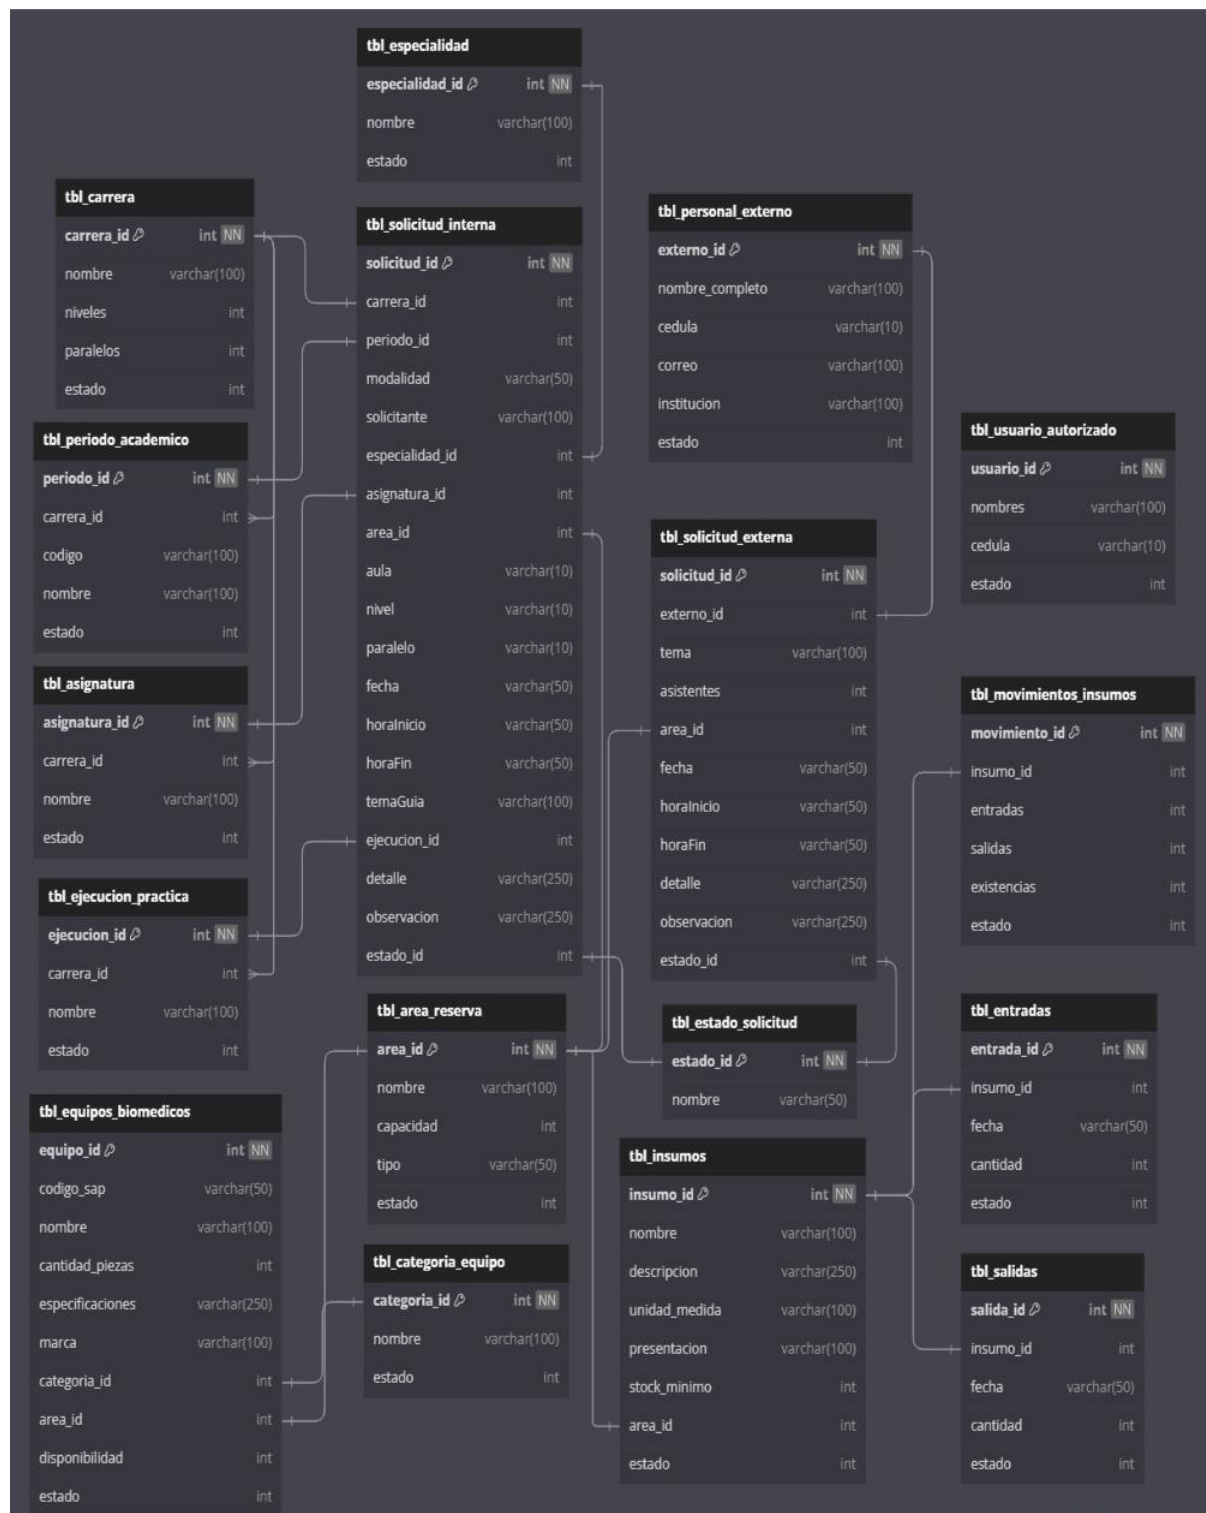 tbl_especialidad
especialidad_id int NN
nombre varchar(100)
estado int
tbl_carrera
carrera_id int NN
nombre varchar(100)
niveles int
paralelos int
estado int
tbl_periodo_academico
periodo_id int NN
carrera_id int
codigo varchar(100)
nombre varchar(100)
estado int
tbl_asignatura
asignatura_id int NN
carrera_id int
nombre varchar(100)
estado int
tbl_ejecucion_practica
ejecucion_id int NN
carrera_id int
nombre varchar(100)
estado int
tbl_equipos_biomedicos
equipo_id int NN
codigo_sap varchar(50)
nombre varchar(100)
cantidad_piezas int
especificaciones varchar(250)
marca varchar(100)
categoria_id int
area_id int
disponibilidad int
estado int
tbl_solicitud_interna
solicitud_id int NN
carrera_id int
periodo_id int
modalidad varchar(50)
solicitante varchar(100)
especialidad_id int
asignatura_id int
area_id int
aula varchar(10)
nivel varchar(10)
paralelo varchar(10)
fecha varchar(50)
horaInicio varchar(50)
horaFin varchar(50)
temaGuia varchar(100)
ejecucion_id int
detalle varchar(250)
observacion varchar(250)
estado_id int
tbl_area_reserva
area_id int NN
nombre varchar(100)
capacidad int
tipo varchar(50)
estado int
tbl_categoria_equipo
categoria_id int NN
nombre varchar(100)
estado int
tbl_personal_externo
externo_id int NN
nombre_completo varchar(100)
cedula varchar(10)
correo varchar(100)
institucion varchar(100)
estado int
tbl_solicitud_externa
solicitud_id int NN
externo_id int
tema varchar(100)
asistentes int
area_id int
fecha varchar(50)
horaInicio varchar(50)
horaFin varchar(50)
detalle varchar(250)
observacion varchar(250)
estado_id int
tbl_estado_solicitud
estado_id int NN
nombre varchar(50)
tbl_insumos
insumo_id int NN
nombre varchar(100)
descripcion varchar(250)
unidad_medida varchar(100)
presentacion varchar(100)
stock_minimo int
area_id int
estado int
tbl_usuario_autorizado
usuario_id int NN
nombres varchar(100)
cedula varchar(10)
estado int
tbl_movimientos_insumos
movimiento_id int NN
insumo_id int
entradas int
salidas int
existencias int
estado int
tbl_entradas
entrada_id int NN
insumo_id int
fecha varchar(50)
cantidad int
estado int
tbl_salidas
salida_id int NN
insumo_id int
fecha varchar(50)
cantidad int
estado int